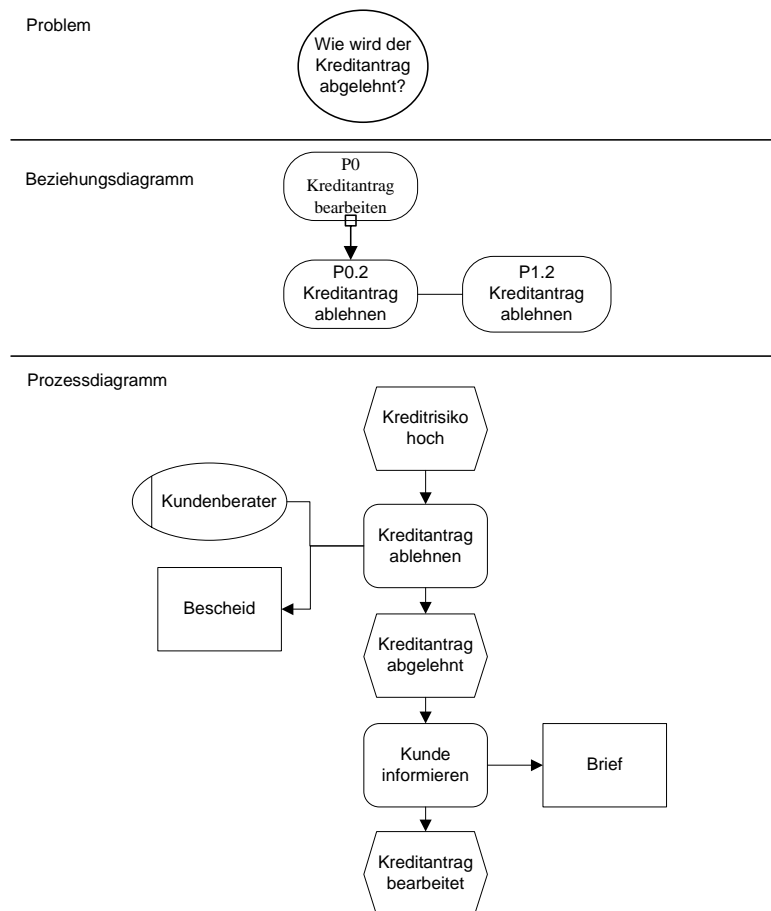 Problem
Wie wird der
Kreditantrag
abgelehnt?
Beziehungsdiagramm
P0
Kreditantrag
bearbeiten
P0.2
Kreditantrag
ablehnen
P1.2
Kreditantrag
ablehnen
Prozessdiagramm
Kreditrisiko
hoch
Kundenberater
Kreditantrag
ablehnen
Bescheid
Kreditantrag
abgelehnt
Kunde
informieren
Brief
Kreditantrag
bearbeitet